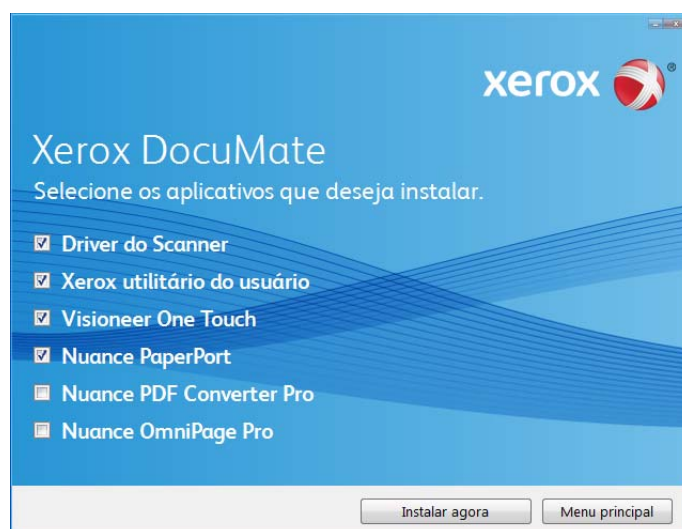 xerox ®
Xerox DocuMate
Selecione os aplicativos que deseja instalar.
Driver do Scanner
Xerox utilitário do usuário
Visioneer One Touch
Nuance PaperPort
Nuance PDF Converter Pro
Nuance OmniPage Pro
Instalar agora
Menu principal